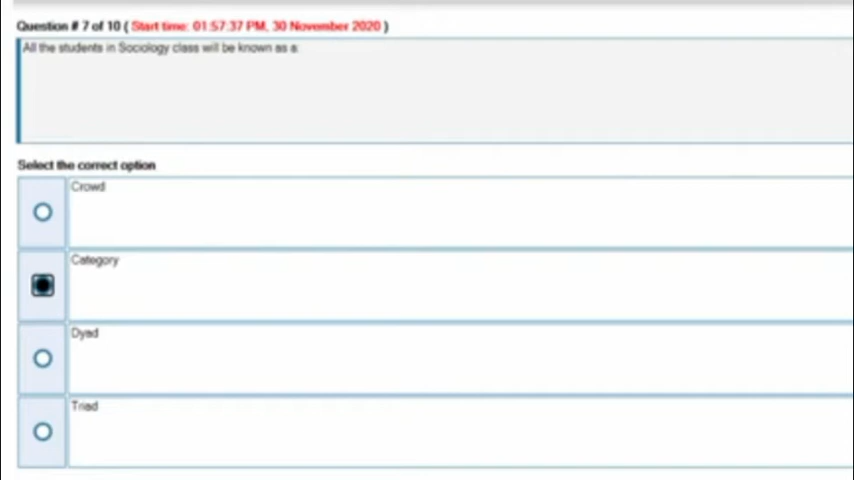 Question # 7 of 10 ( Start time: 01:57:37 PM, 30 November 2020 )
All the students in Sociology class will be known as a:
Select the correct option
Crowd
Category
Dyad
Triad